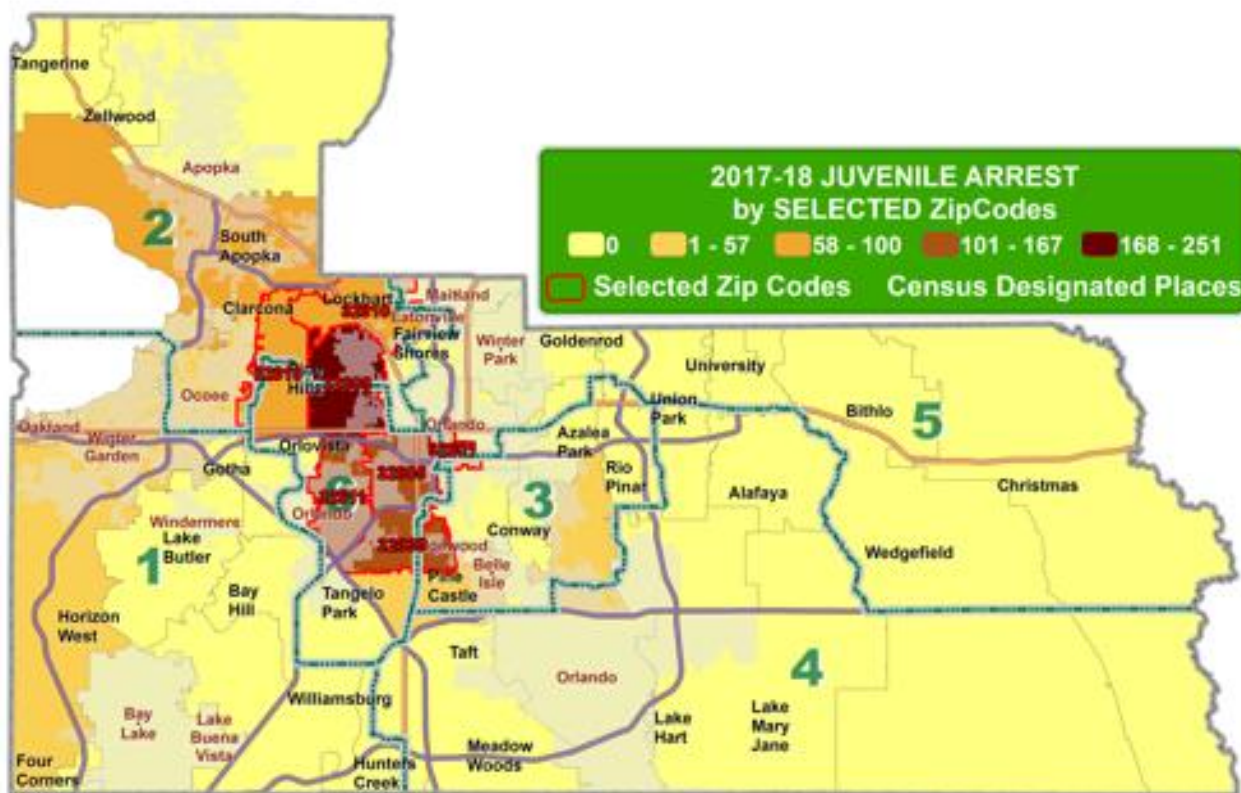 Tangerine
Zellwood
Apopka
2017-18 JUVENILE ARREST
by SELECTED ZipCodes
0
1 - 57
58 - 100
101 - 167
168 - 251
Selected Zip Codes
Census Designated Places
2
South
Apopka
Clarcona
Lockhart
Maitland
Eatonville
Fairview
Shores
Winter
Park
Goldenrod
University
Ocoee
Hills
Union
Park
Bithlo
5
Oakland
Winter
Garden
Orlovista
Orlando
Azalea
Park
Gotha
Rio
Pinar
Christmas
6
3
Alafaya
Orlando
Windermere
Lake
Butler
1
Conway
Wedgefield
Belle
Isle
Bay
Hill
Tangelo
Park
Pine
Castle
Horizon
West
Taft
4
Orlando
Williamsburg
Bay
Lake
Lake
Buena
Vista
Lake
Hart
Lake
Mary
Jane
Meadow
Woods
Hunters
Creek
Four
Corners